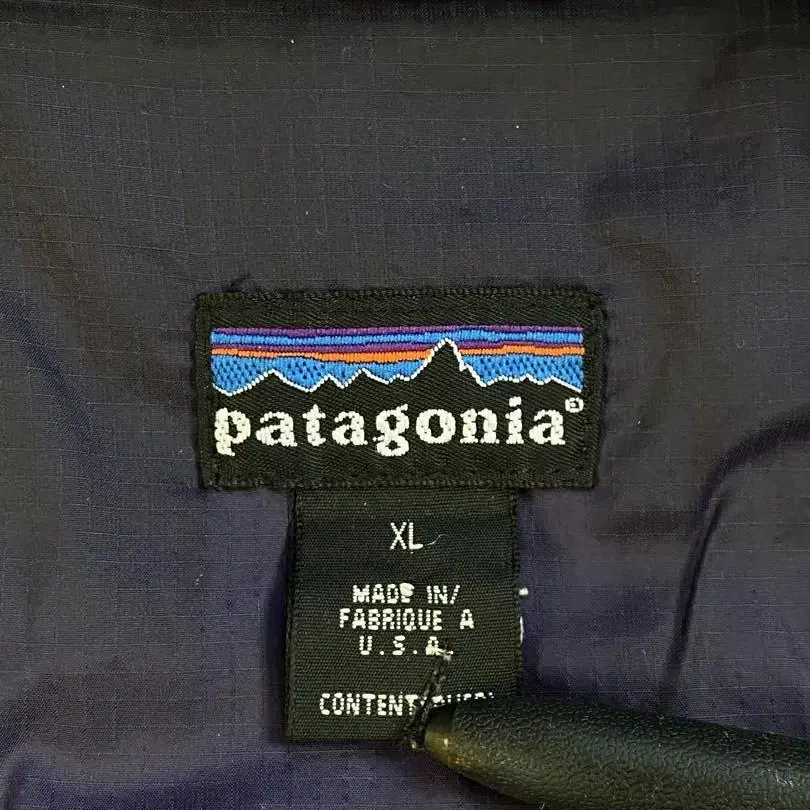 patagonia®
XL
MADE IN/
FABRIQUE A
U.S.A.